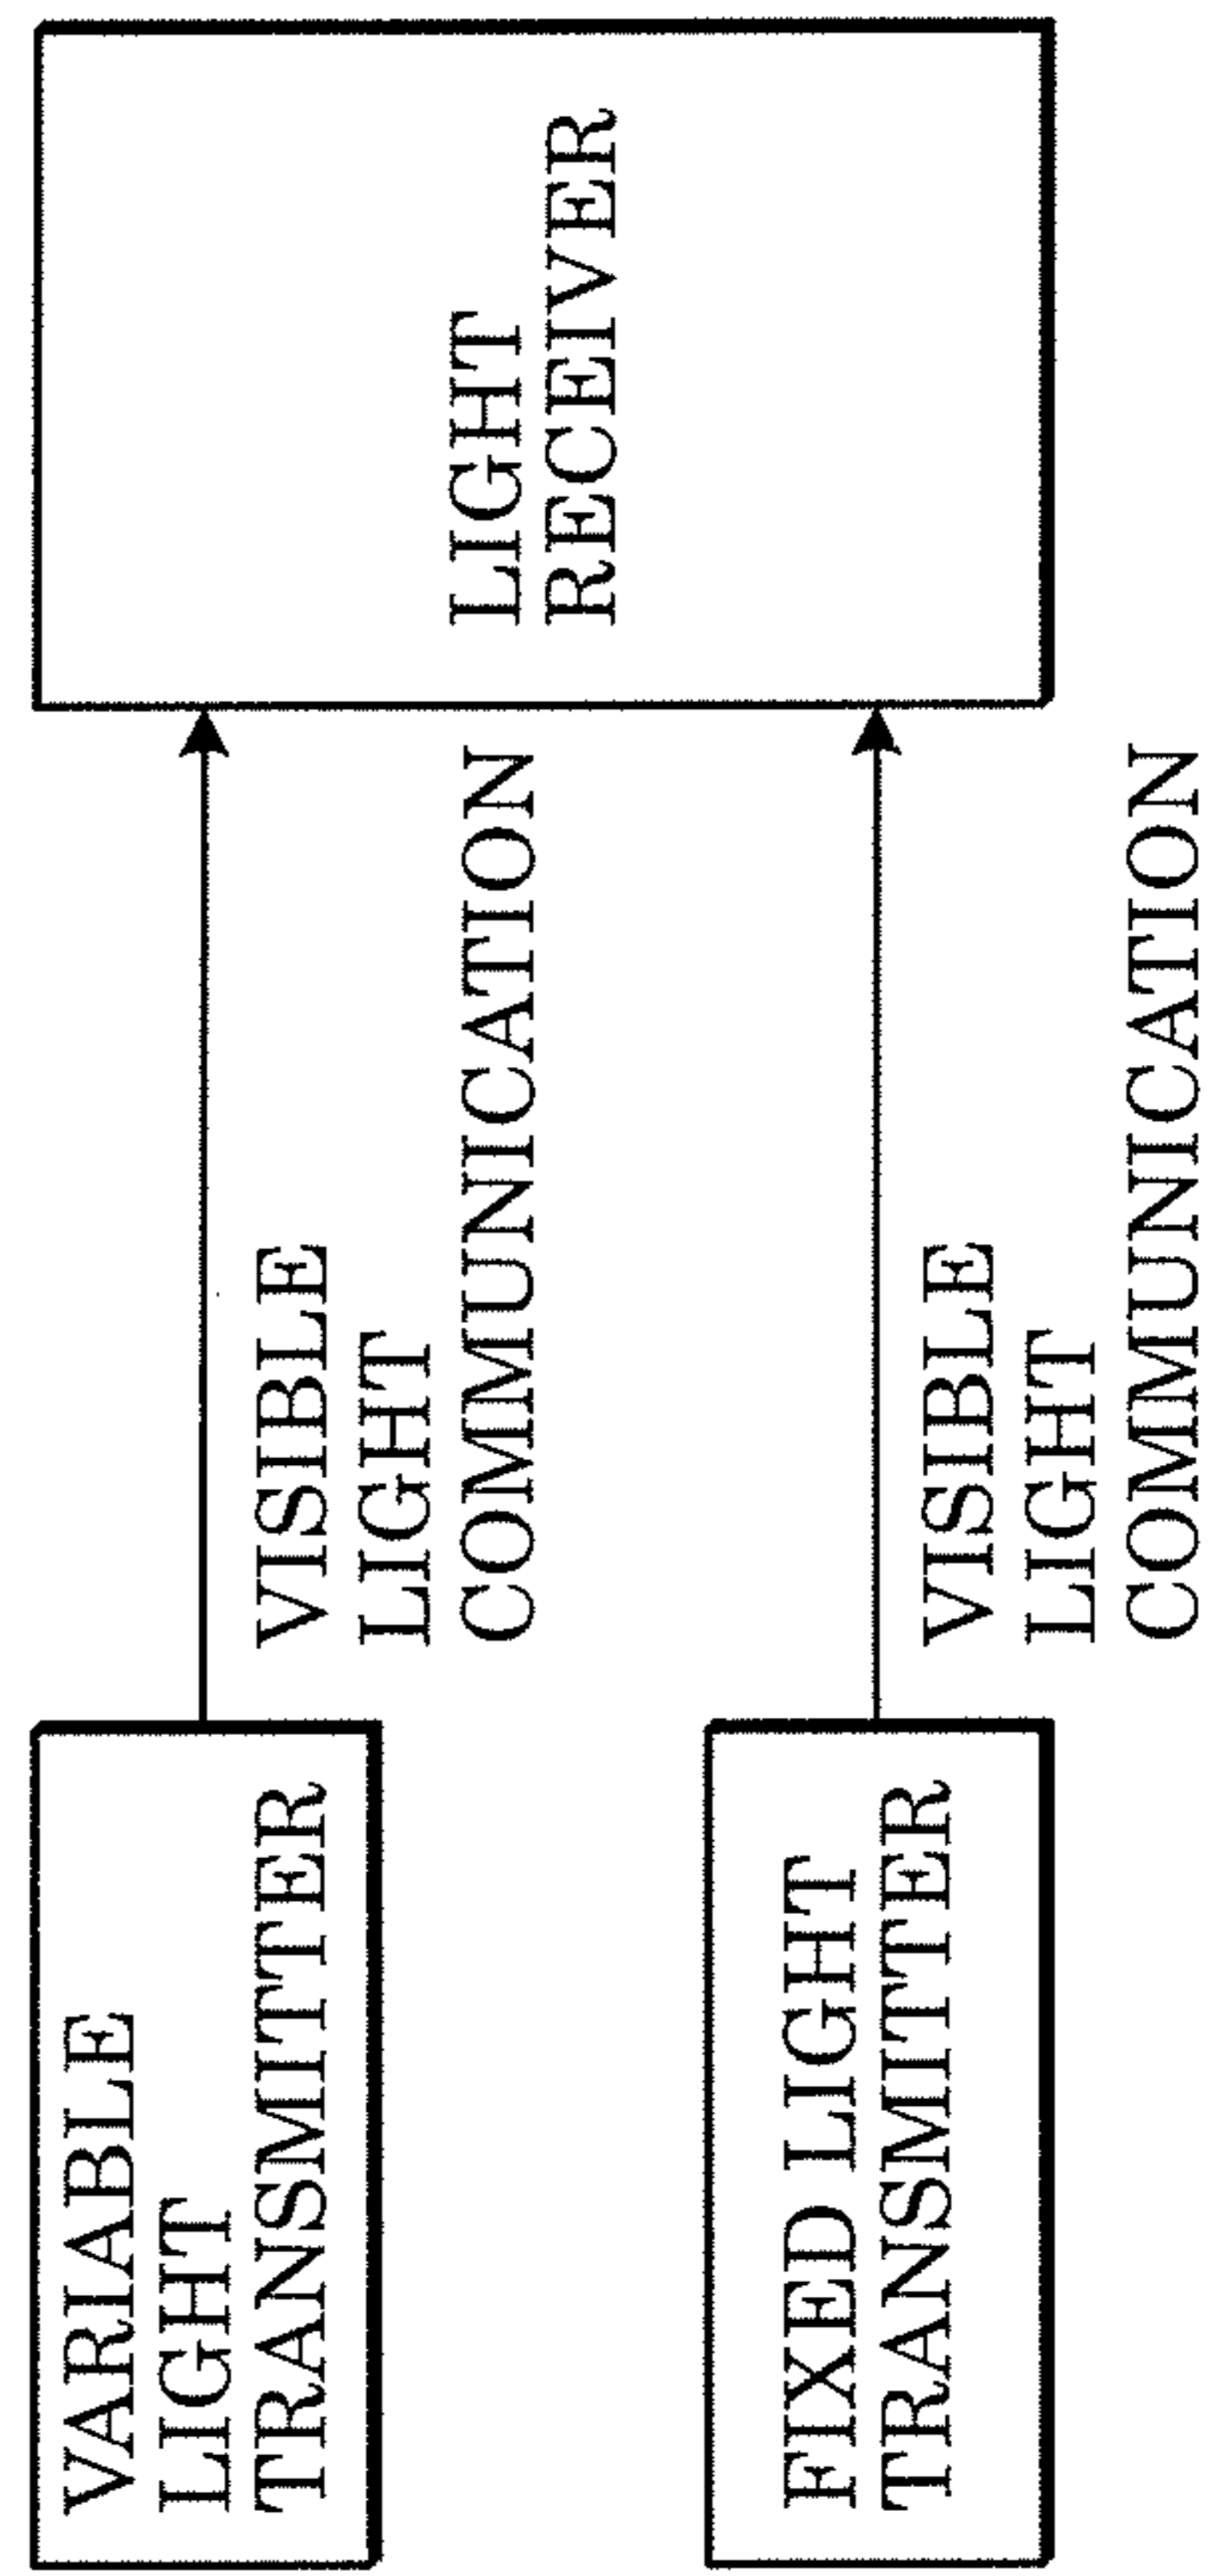 VARIABLE
LIGHT
TRANSMITTER
VISIBLE
LIGHT
COMMUNICATION
LIGHT
RECEIVER
FIXED LIGHT
TRANSMITTER
VISIBLE
LIGHT
COMMUNICATION